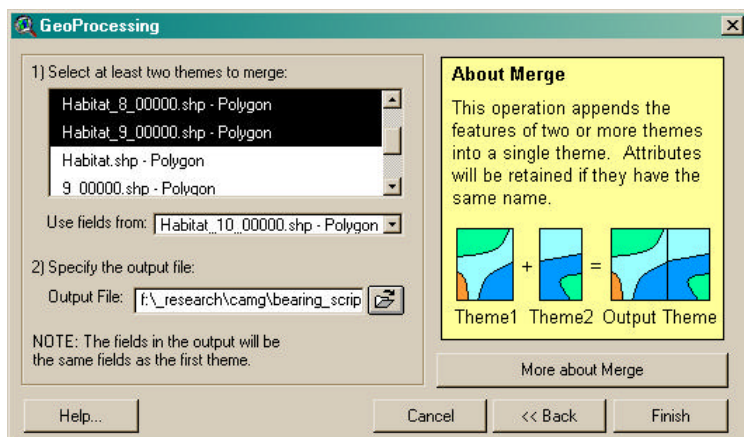 GeoProcessing
1) Select at least two themes to merge:
Habitat_8_00000.shp - Polygon
Habitat_9_00000.shp - Polygon
Habitat.shp - Polygon
9_00000.shp - Polygon
Use fields from: Habitat_10_00000.shp - Polygon
2) Specify the output file:
Output File: f:\_research\camg\bearing_scrip
NOTE: The fields in the output will be
the same fields as the first theme.
About Merge
This operation appends the
features of two or more themes
into a single theme. Attributes
will be retained if they have the
same name.
+ =
Theme1 Theme2 Output Theme
More about Merge
Help... Cancel << Back Finish